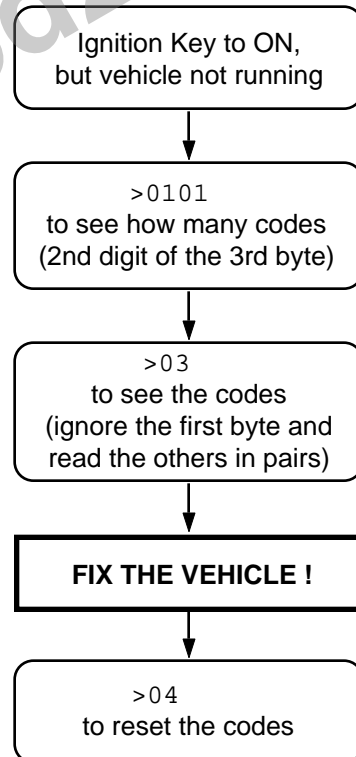 Ignition Key to ON,
but vehicle not running
>0101
to see how many codes
(2nd digit of the 3rd byte)
>03
to see the codes
(ignore the first byte and
read the others in pairs)
FIX THE VEHICLE !
>04
to reset the codes